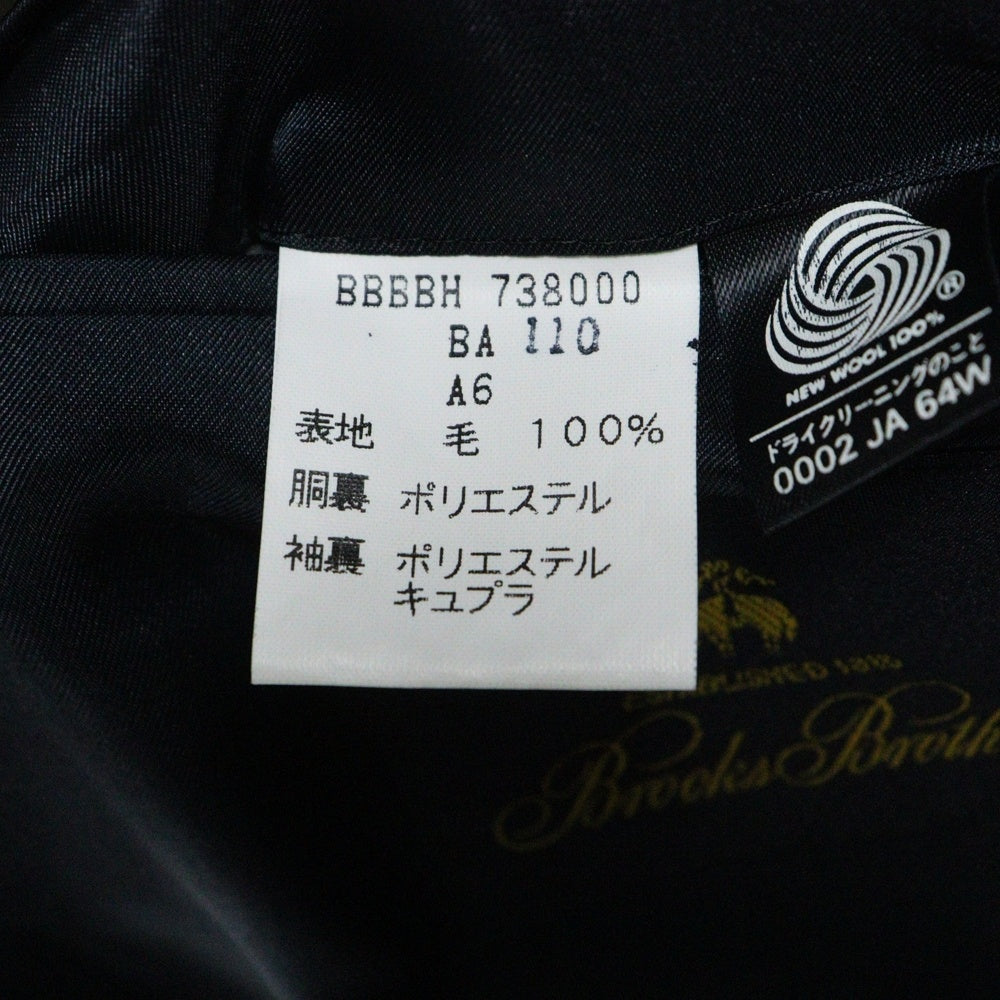 BBBBH 738000
BA 110
A6
表地 毛 100%
胴裏 ポリエステル
袖裏 ポリエステル
キュプラ
®
NEW WOOL 100%
ドライクリーニングのこと
0002 JA 64W
ESTABLISHED 1818
Brooks Broth